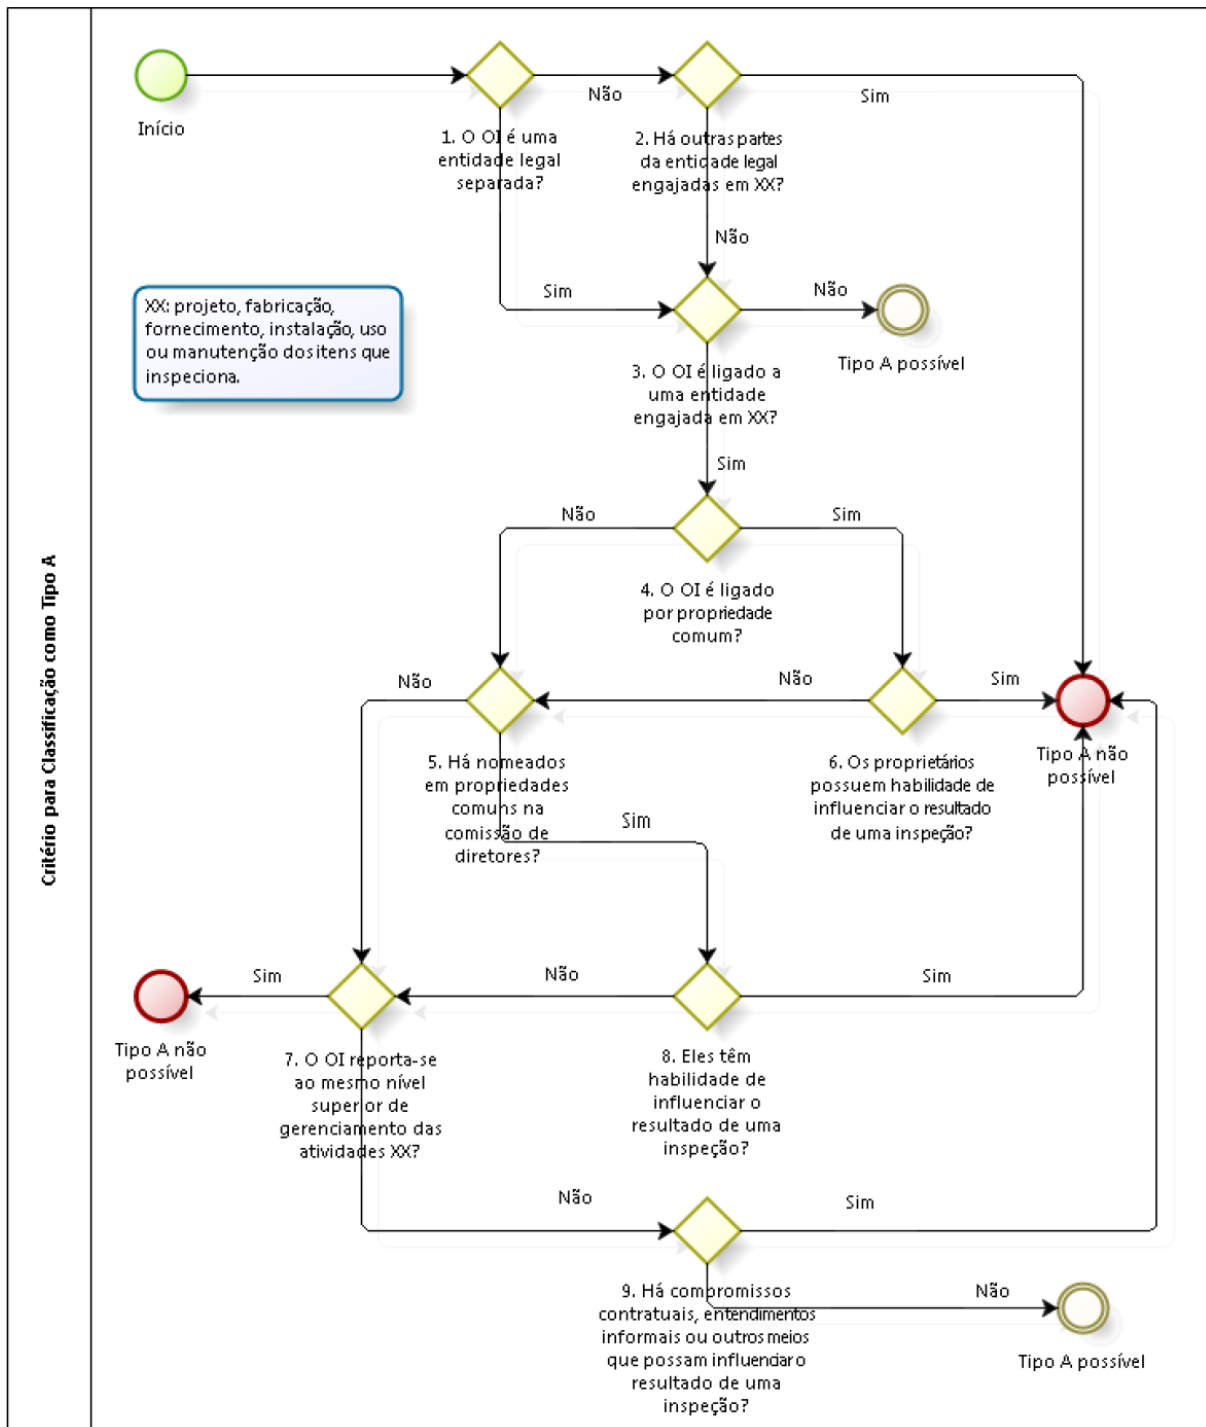 Critério para Classificação como Tipo A
Início
Não
Sim
1. O OI é uma
entidade legal
separada?
2. Há outras partes
da entidade legal
engajadas em XX?
Não
Sim
Não
XX: projeto, fabricação,
fornecimento, instalação, uso
ou manutenção dos itens que
inspeciona.
Tipo A possível
3. O OI é ligado a
uma entidade
engajada em XX?
Sim
Não
Sim
4. O OI é ligado
por propriedade
comum?
Não
Não
Sim
5. Há nomeados
em propriedades
comuns na
comissão de
diretores?
6. Os proprietários
possuem habilidade de
influenciar o resultado
de uma inspeção?
Tipo A não
possível
Sim
Sim
Não
Sim
Tipo A não
possível
7. O OI reporta-se
ao mesmo nível
superior de
gerenciamento das
atividades XX?
8. Eles têm
habilidade de
influenciar o
resultado de uma
inspeção?
Não
Sim
9. Há compromissos
contratuais, entendimentos
informais ou outros meios
que possam influenciar o
resultado de uma
inspeção?
Não
Tipo A possível